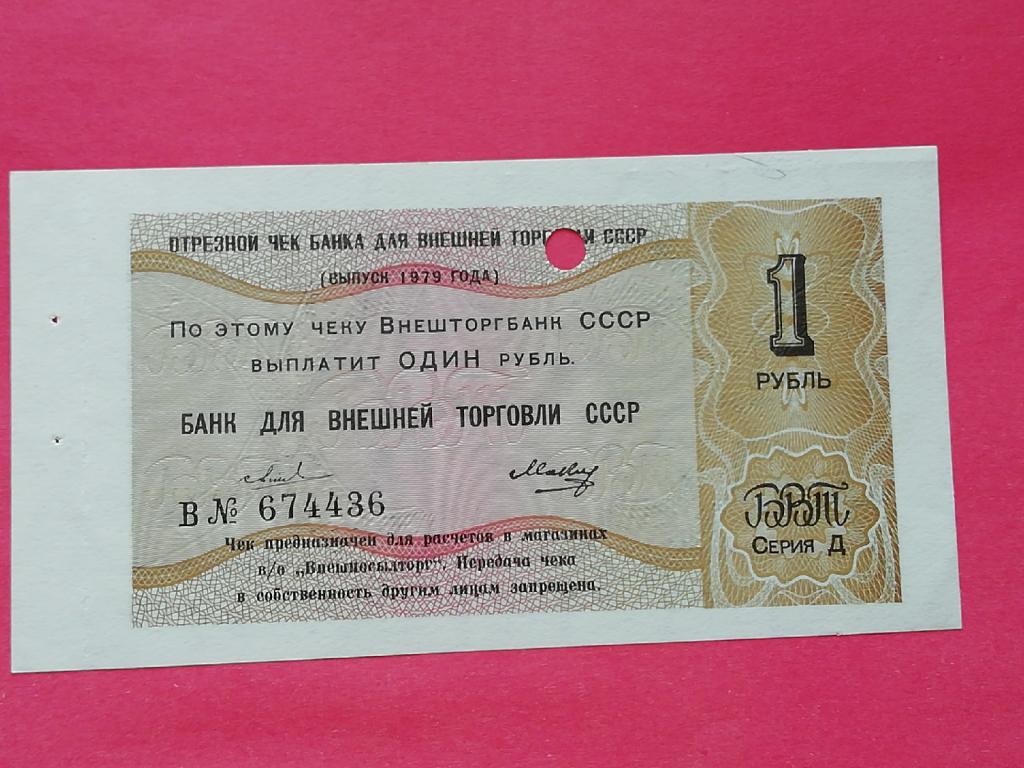 ОТРЕЗНОЙ ЧЕК БАНКА ДЛЯ ВНЕШНЕЙ ТОРГ И СССР
(ВЫПУСК 1979 ГОДА)
ПО ЭТОМУ ЧЕКУ ВНЕШТОРГБАНК СССР
ВЫПЛАТИТ ОДИН РУБЛЬ.
БАНК ДЛЯ ВНЕШНЕЙ ТОРГОВЛИ СССР
В № 674436
Чек предназначен для расчетов в магазинах
в/о „Внешпосылторг“. Передача чека
в собственность другим лицам запрещена.
1
РУБЛЬ
БВТ
СЕРИЯ Д